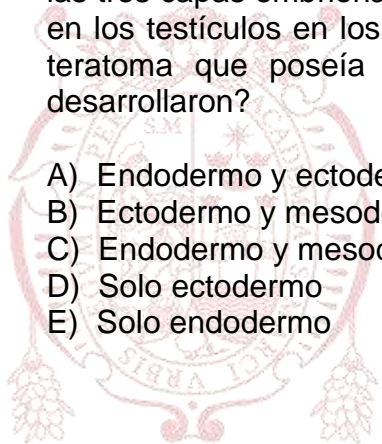 las tres capas embriona
en los testículos en los
teratoma que poseía
desarrollaron?
A) Endodermo y ectode
B) Ectodermo y mesod
C) Endodermo y mesod
D) Solo ectodermo
E) Solo endodermo